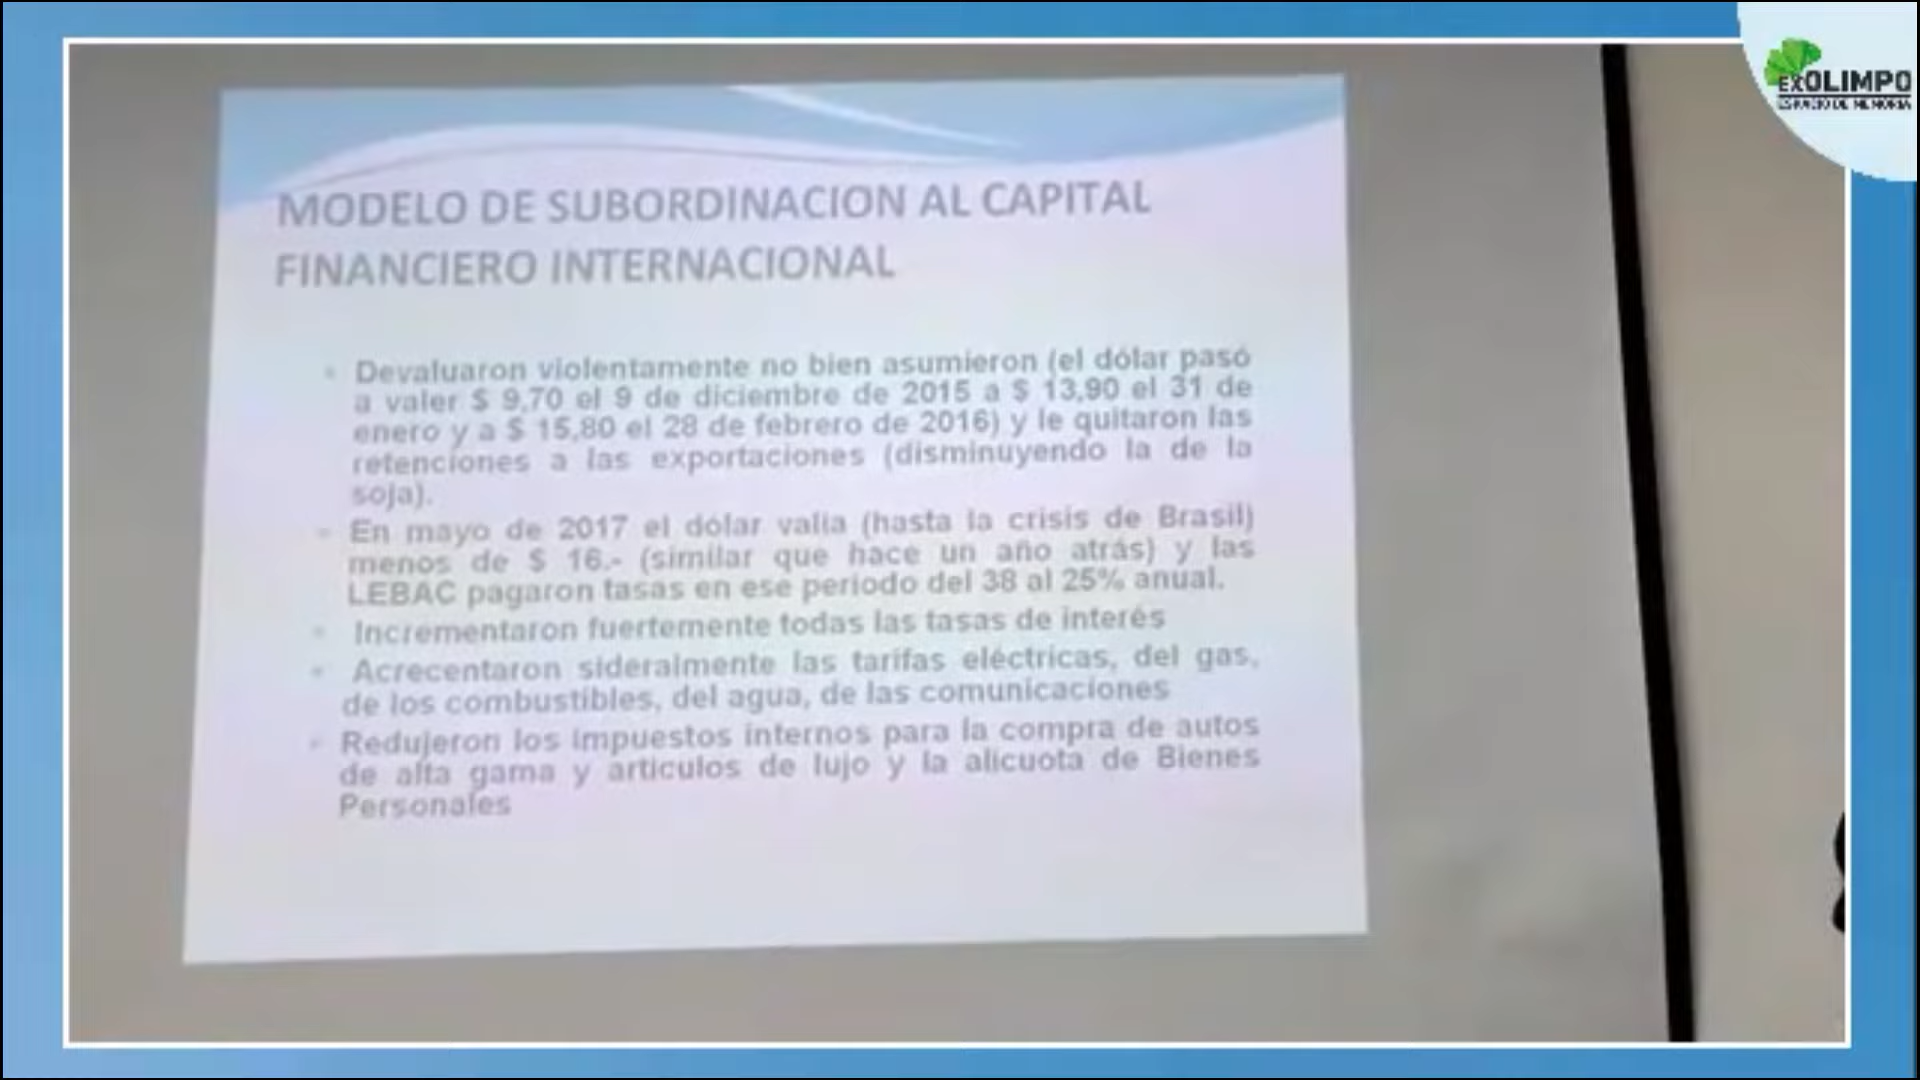 EXOLIMPO
ESPACIO DE MEMORIA
MODELO DE SUBORDINACION AL CAPITAL
FINANCIERO INTERNACIONAL
Devaluaron violentamente no bien asumieron (el dólar pasó
a valer $ 9,70 el 9 de diciembre de 2015 a $ 13,90 el 31 de
enero y a $ 15,80 el 28 de febrero de 2016) y le quitaron las
retenciones a las exportaciones (disminuyendo la de la
soja).
En mayo de 2017 el dólar valía (hasta la crisis de Brasil)
menos de $ 16.- (similar que hace un año atrás) y las
LEBAC pagaron tasas en ese periodo del 38 al 25% anual.
Incrementaron fuertemente todas las tasas de interés
Acrecentaron sideralmente las tarifas eléctricas, del gas,
de los combustibles, del agua, de las comunicaciones
Redujeron los impuestos internos para la compra de autos
de alta gama y articulos de lujo y la alicuota de Bienes
Personales